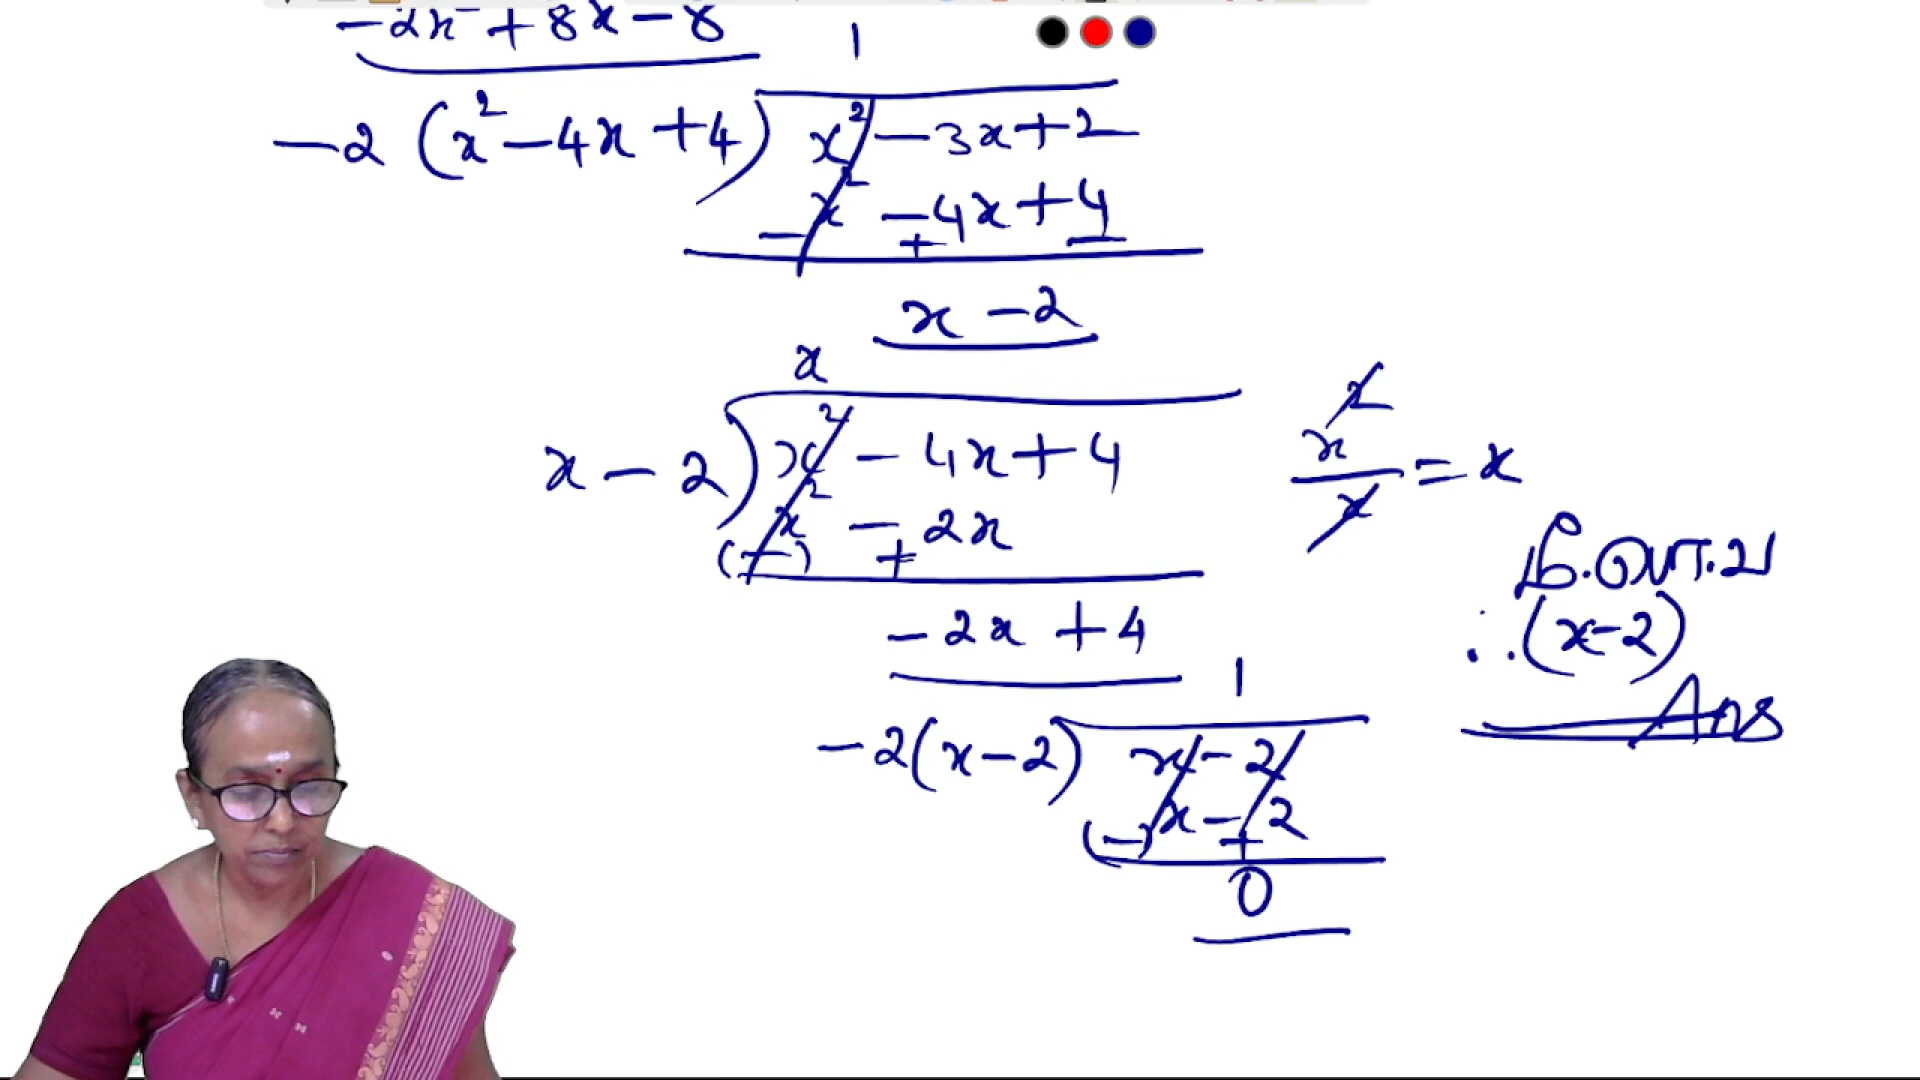 -2x² + 8x - 8
1
-2 (x² - 4x + 4) x² - 3x + 2
x² - 4x + 4
- + -
x - 2
x
x - 2) x² - 4x + 4
x² - 2x
(-) +
x²/x = x
-2x + 4
1
-2(x-2) x - 2
x - 2
(-) +
0
மீ.பொ.வ
∴ (x-2)
Ans